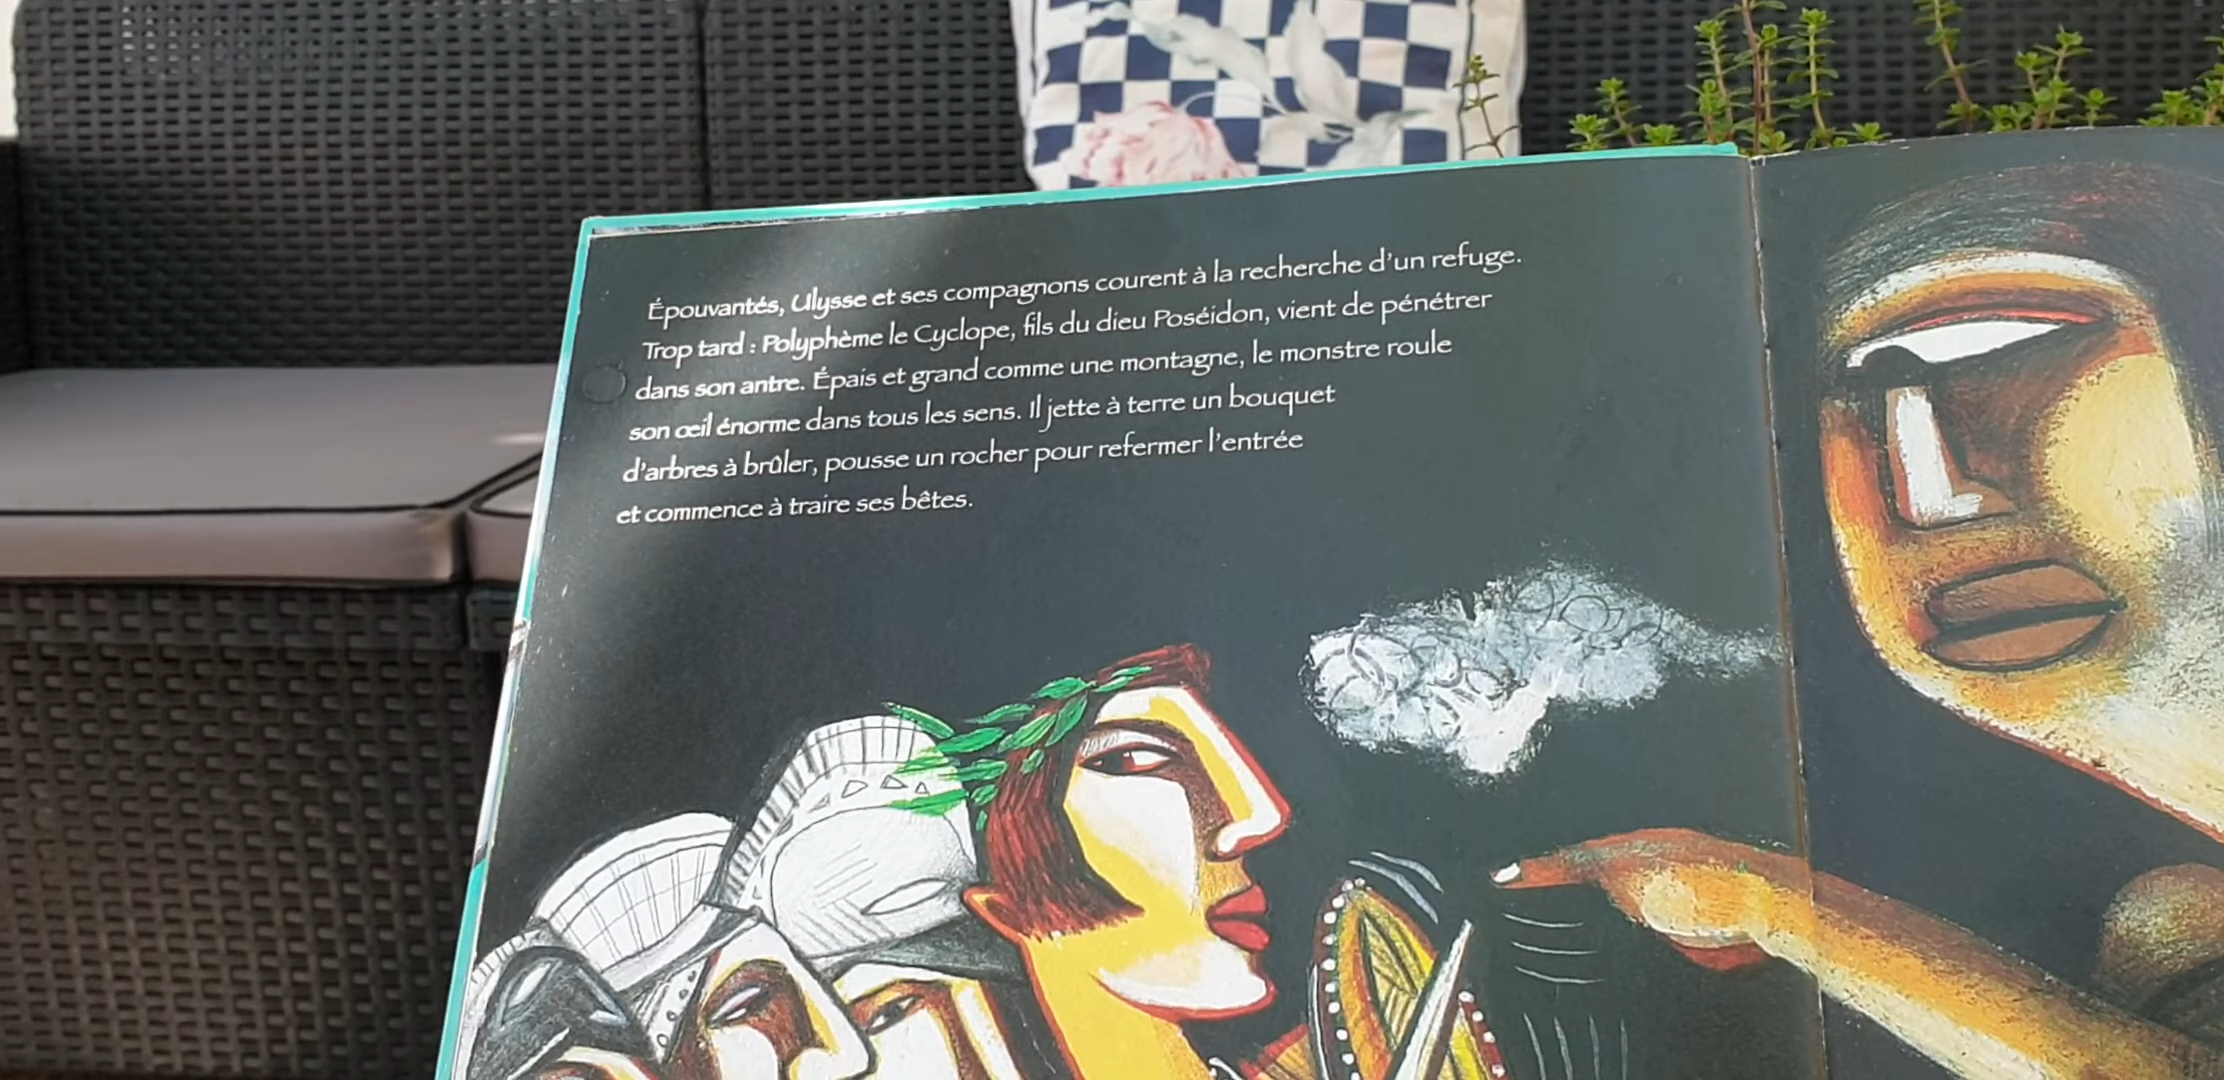 Épouvantés, Ulysse et ses compagnons courent à la recherche d'un refuge.
Trop tard : Polyphème le Cyclope, fils du dieu Poséidon, vient de pénétrer
dans son antre. Épais et grand comme une montagne, le monstre roule
son œil énorme dans tous les sens. Il jette à terre un bouquet
d'arbres à brûler, pousse un rocher pour refermer l'entrée
et commence à traire ses bêtes.